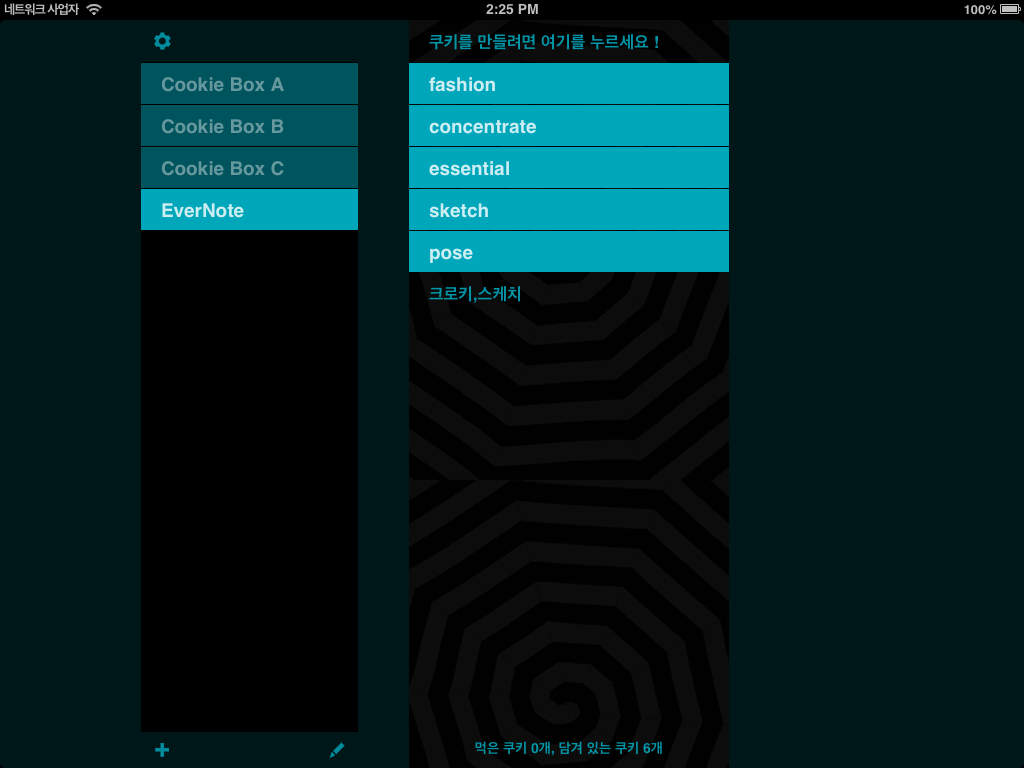 네트워크 사업자
2:25 PM
100%
쿠키를 만들려면 여기를 누르세요 !
Cookie Box A
Cookie Box B
Cookie Box C
EverNote
fashion
concentrate
essential
sketch
pose
크로키,스케치
먹은 쿠키 0개, 담겨 있는 쿠키 6개